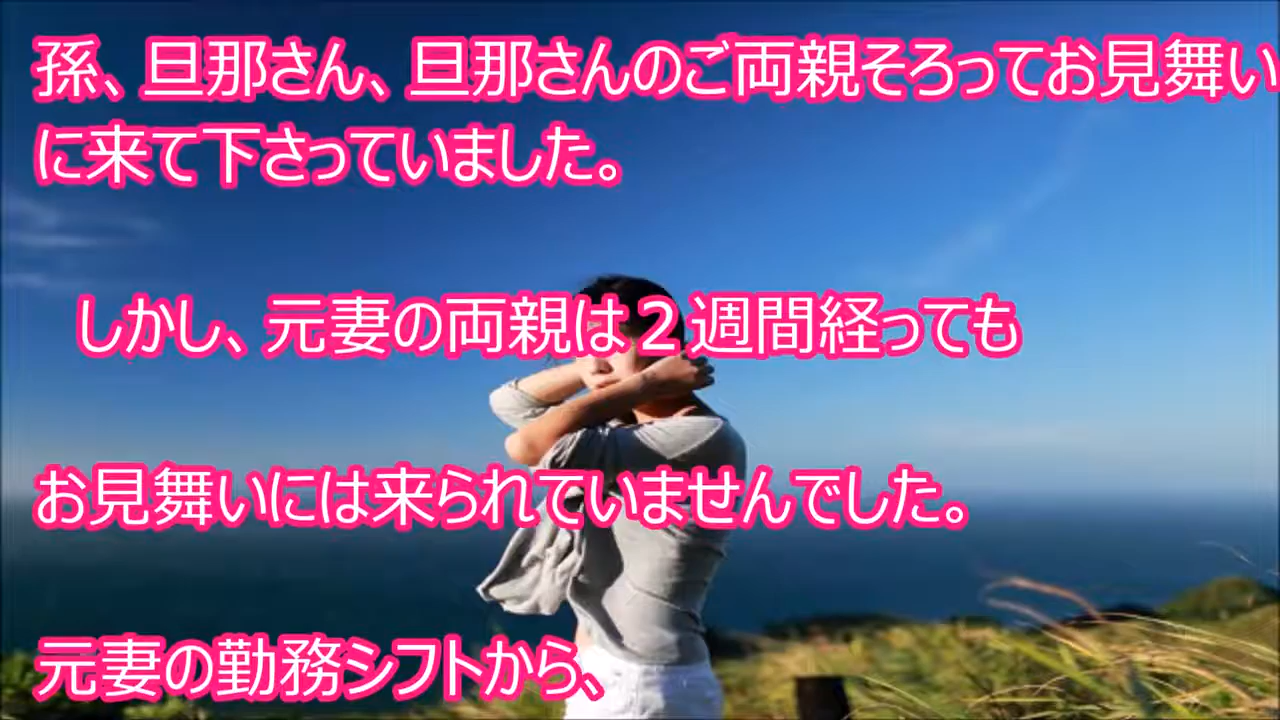 孫、旦那さん、旦那さんのご両親そろってお見舞い
に来て下さっていました。
しかし、元妻の両親は２週間経っても
お見舞いには来られていませんでした。
元妻の勤務シフトから、